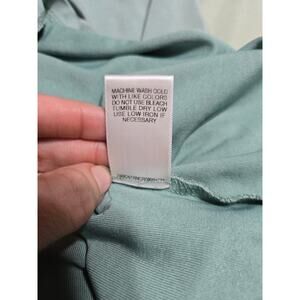 MACHINE WASH COLD
WITH LIKE COLORS
DO NOT USE BLEACH
TUMBLE DRY LOW
USE LOW IRON IF
NECESSARY